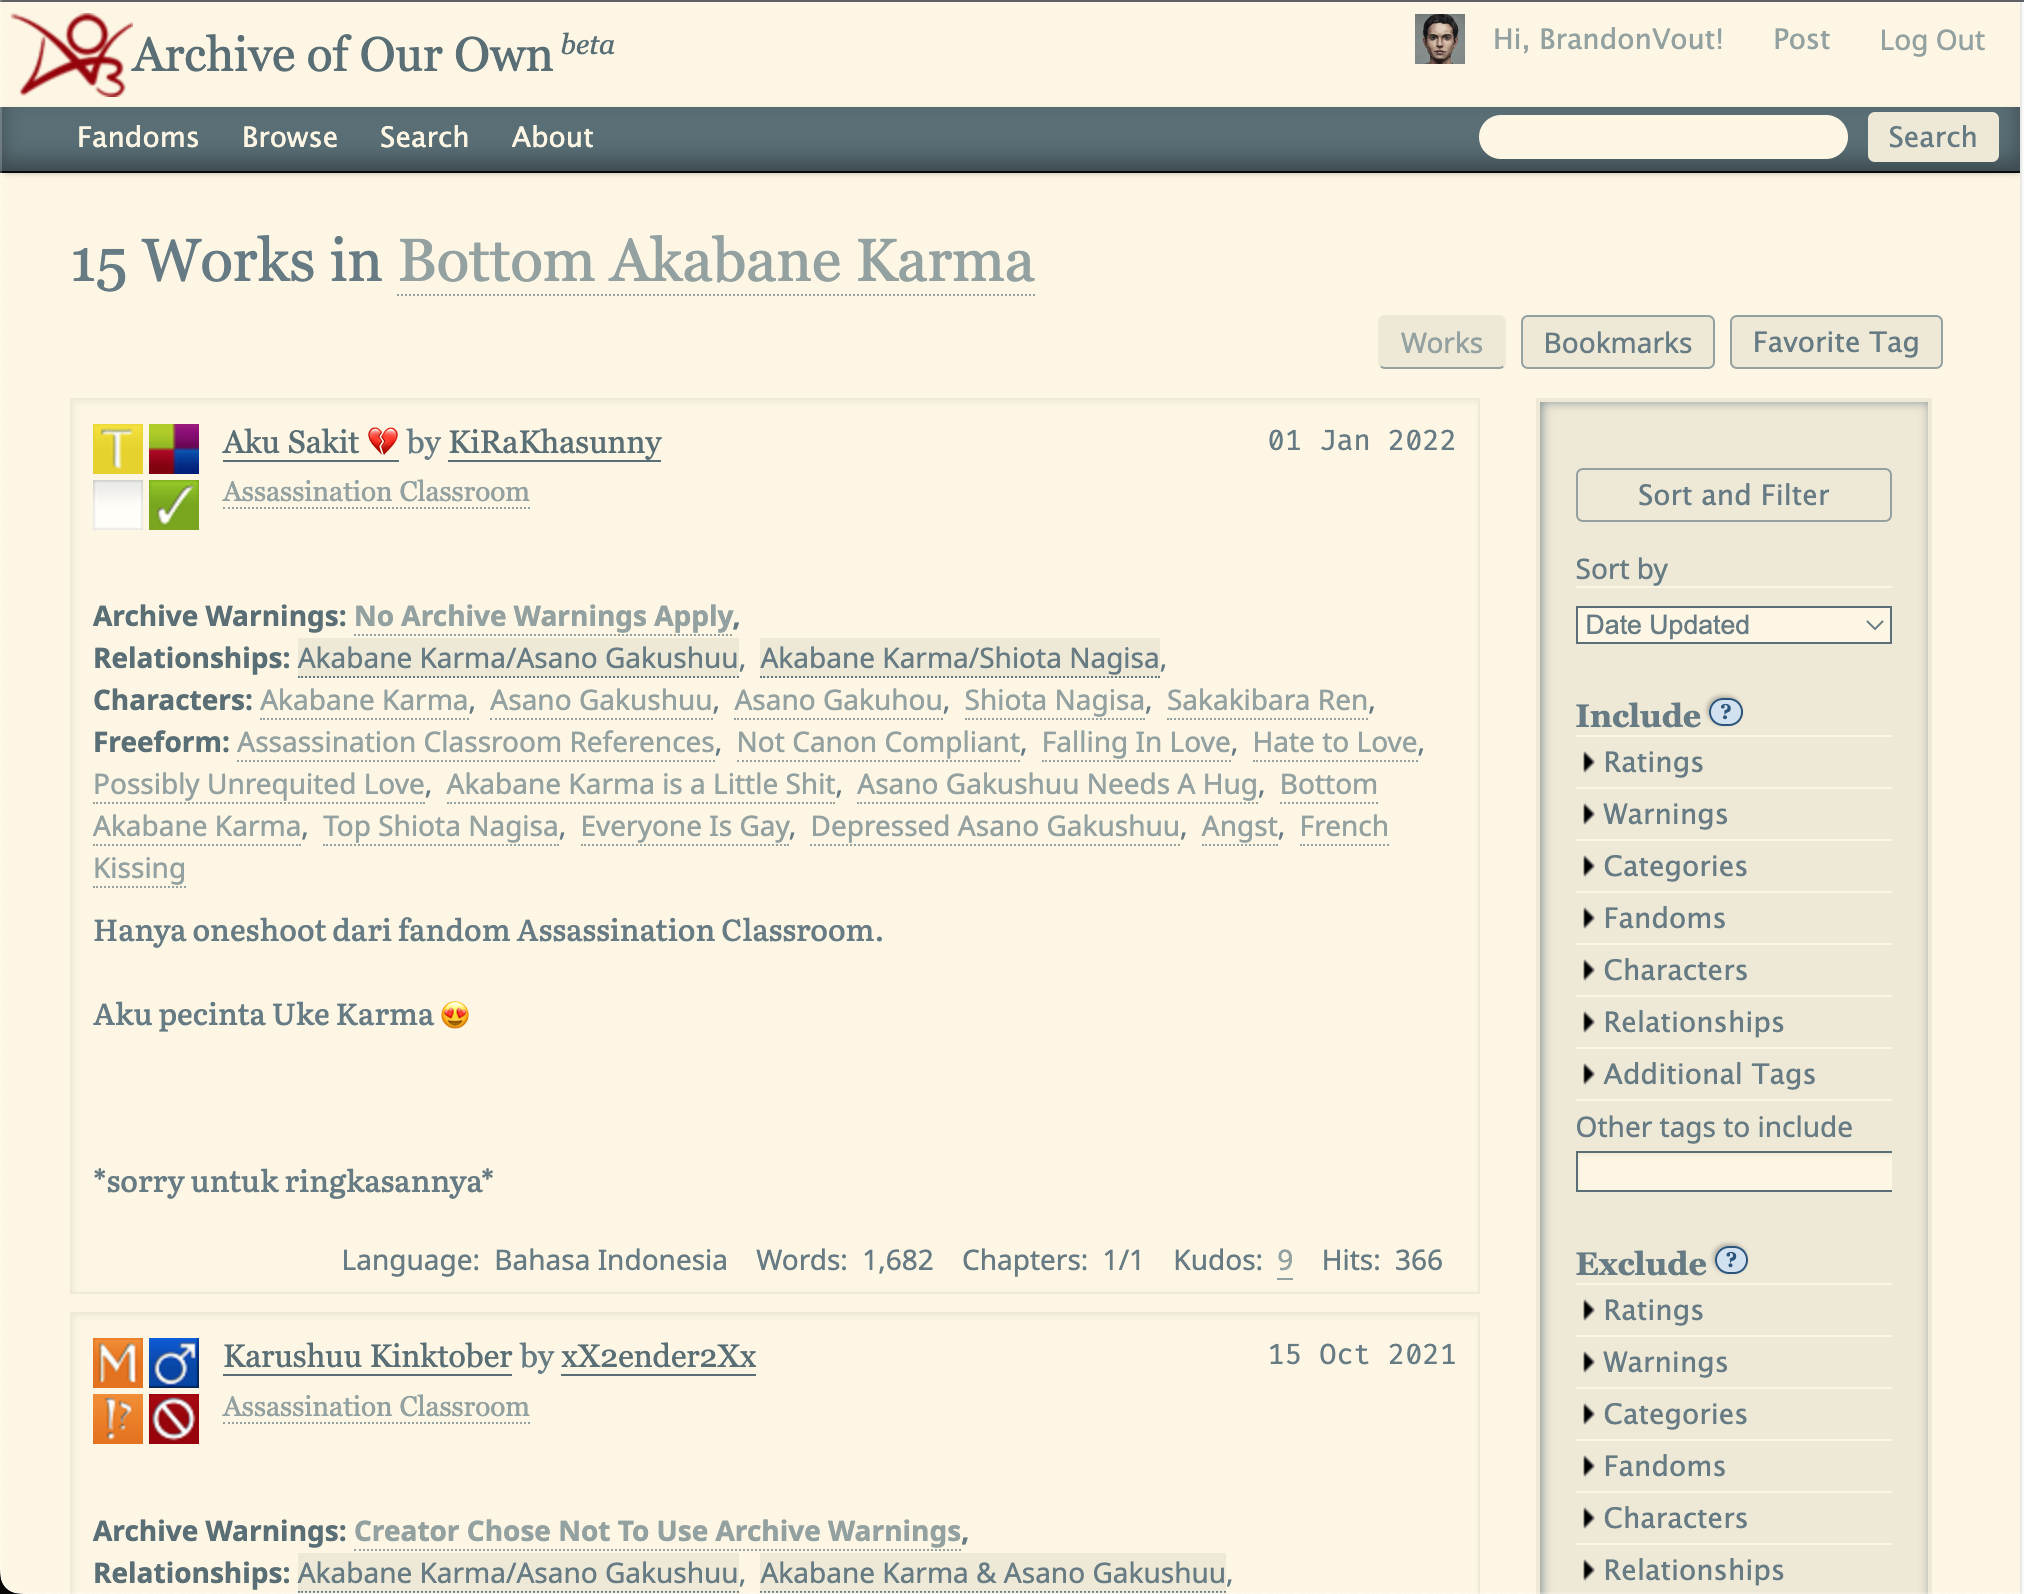 Archive of Our Own beta
Hi, BrandonVout! Post Log Out
Fandoms Browse Search About Search
15 Works in Bottom Akabane Karma
Works Bookmarks Favorite Tag
T
Aku Sakit 💔 by KiRaKhasunny
01 Jan 2022
Assassination Classroom
Archive Warnings: No Archive Warnings Apply,
Relationships: Akabane Karma/Asano Gakushuu, Akabane Karma/Shiota Nagisa,
Characters: Akabane Karma, Asano Gakushuu, Asano Gakuhou, Shiota Nagisa, Sakakibara Ren,
Freeform: Assassination Classroom References, Not Canon Compliant, Falling In Love, Hate to Love,
Possibly Unrequited Love, Akabane Karma is a Little Shit, Asano Gakushuu Needs A Hug, Bottom
Akabane Karma, Top Shiota Nagisa, Everyone Is Gay, Depressed Asano Gakushuu, Angst, French
Kissing
Hanya oneshoot dari fandom Assassination Classroom.
Aku pecinta Uke Karma 😍
*sorry untuk ringkasannya*
Language: Bahasa Indonesia Words: 1,682 Chapters: 1/1 Kudos: 9 Hits: 366
M
!?
Karushuu Kinktober by xX2ender2Xx
15 Oct 2021
Assassination Classroom
Archive Warnings: Creator Chose Not To Use Archive Warnings,
Relationships: Akabane Karma/Asano Gakushuu, Akabane Karma & Asano Gakushuu,
Sort and Filter
Sort by
Date Updated
Include ?
Ratings
Warnings
Categories
Fandoms
Characters
Relationships
Additional Tags
Other tags to include
Exclude ?
Ratings
Warnings
Categories
Fandoms
Characters
Relationships